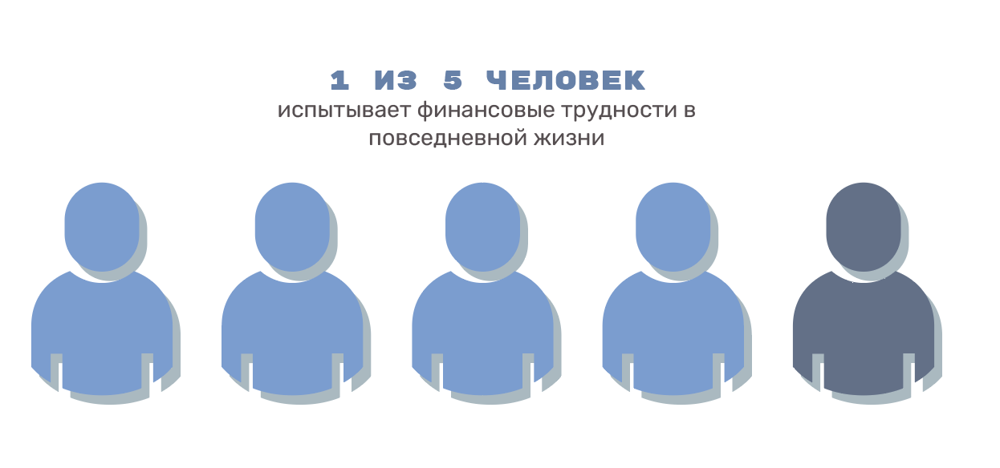 1 ИЗ 5 ЧЕЛОВЕК
испытывает финансовые трудности в
повседневной жизни